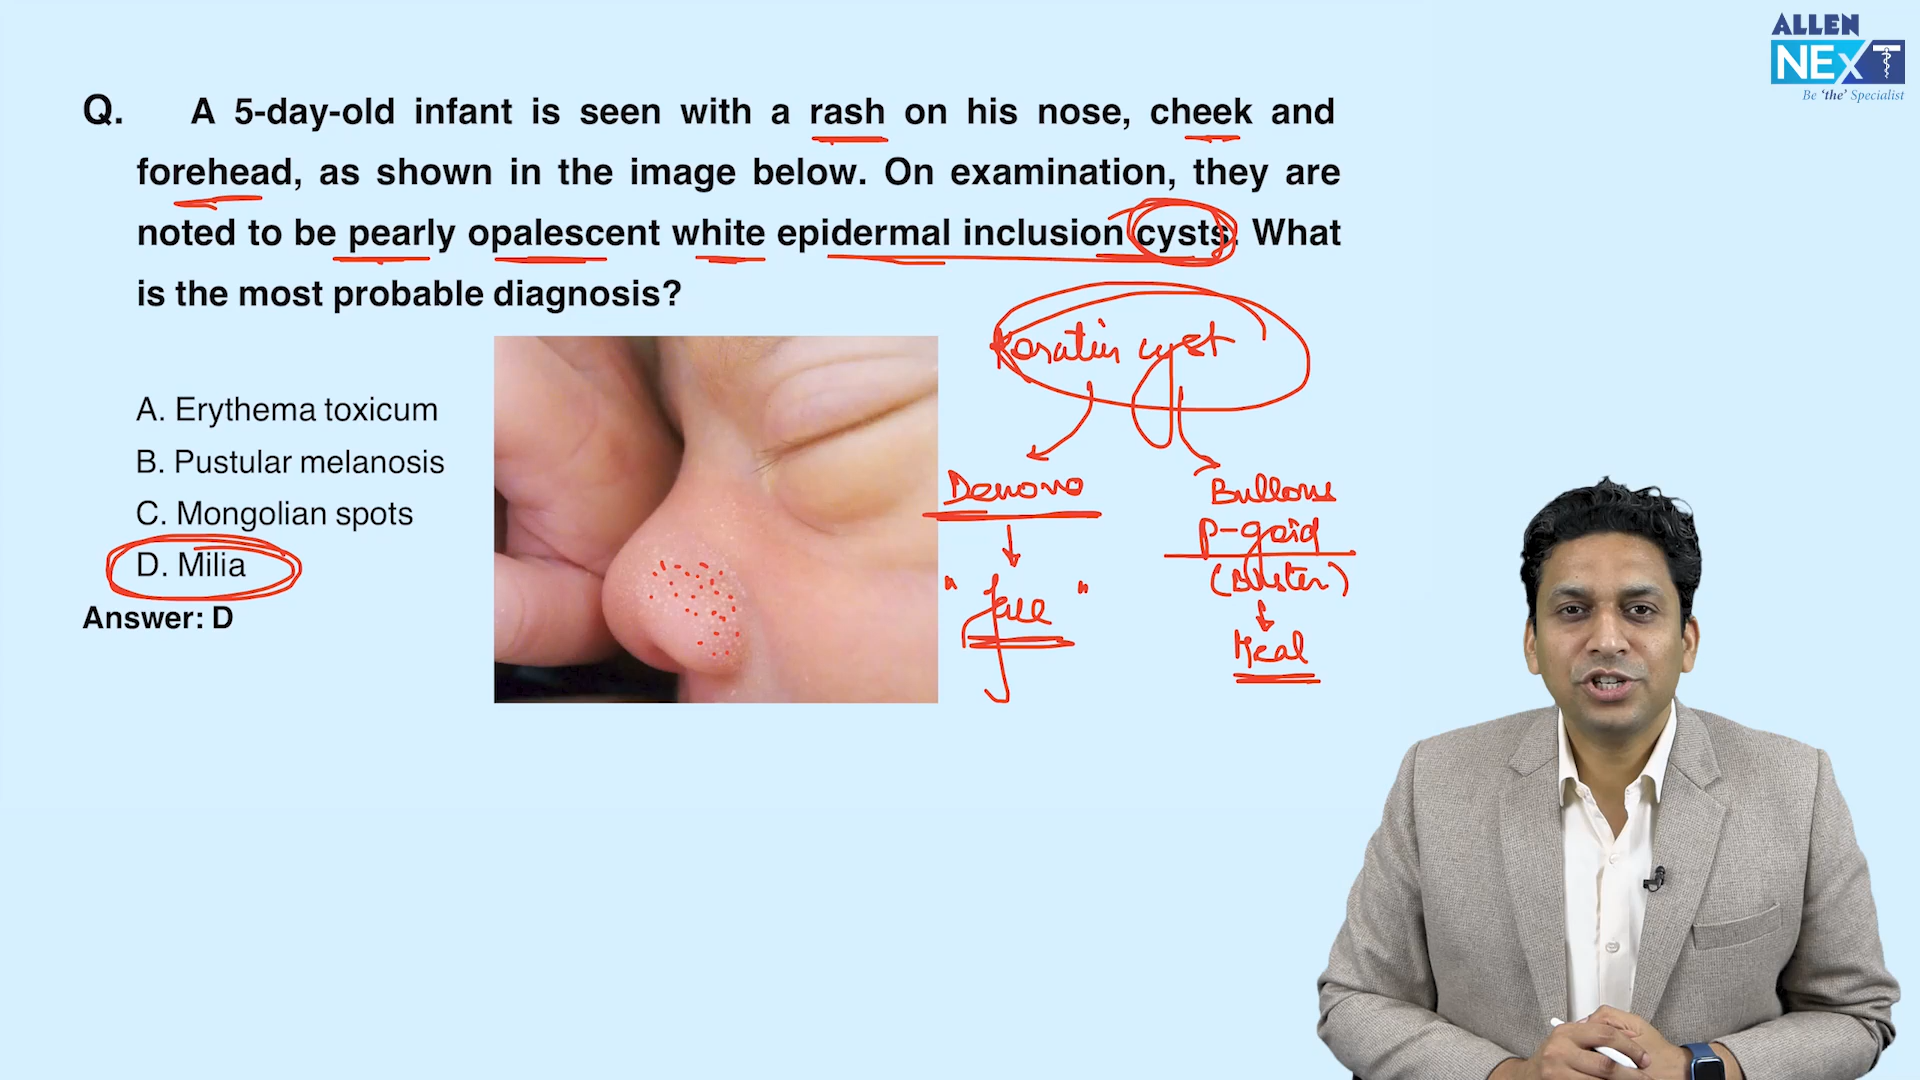 ALLEN
NEXT
Be 'the' Specialist
Q. A 5-day-old infant is seen with a rash on his nose, cheek and
forehead, as shown in the image below. On examination, they are
noted to be pearly opalescent white epidermal inclusion cysts. What
is the most probable diagnosis?
A. Erythema toxicum
B. Pustular melanosis
C. Mongolian spots
D. Milia
Answer: D
Keratin cyst
Denovo
"face"
Bullous
P-goid
(Blister)
Heal